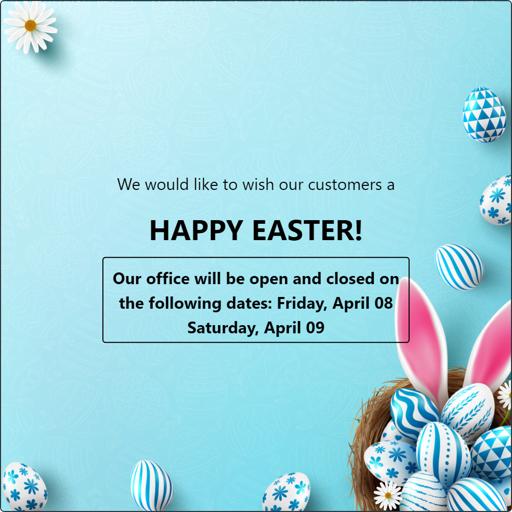 We would like to wish our customers a
HAPPY EASTER!
Our office will be open and closed on
the following dates: Friday, April 08
Saturday, April 09